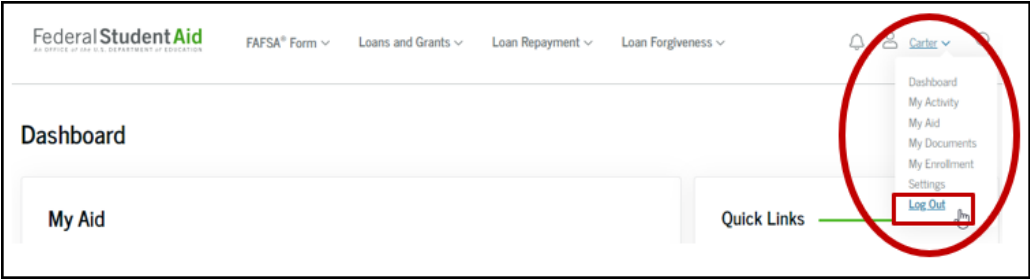 Federal Student Aid
An OFFICE of the U.S. DEPARTMENT of EDUCATION
FAFSA® Form
Loans and Grants
Loan Repayment
Loan Forgiveness
Carter
Dashboard
My Activity
My Aid
My Documents
My Enrollment
Settings
Log Out
Dashboard
My Aid
Quick Links